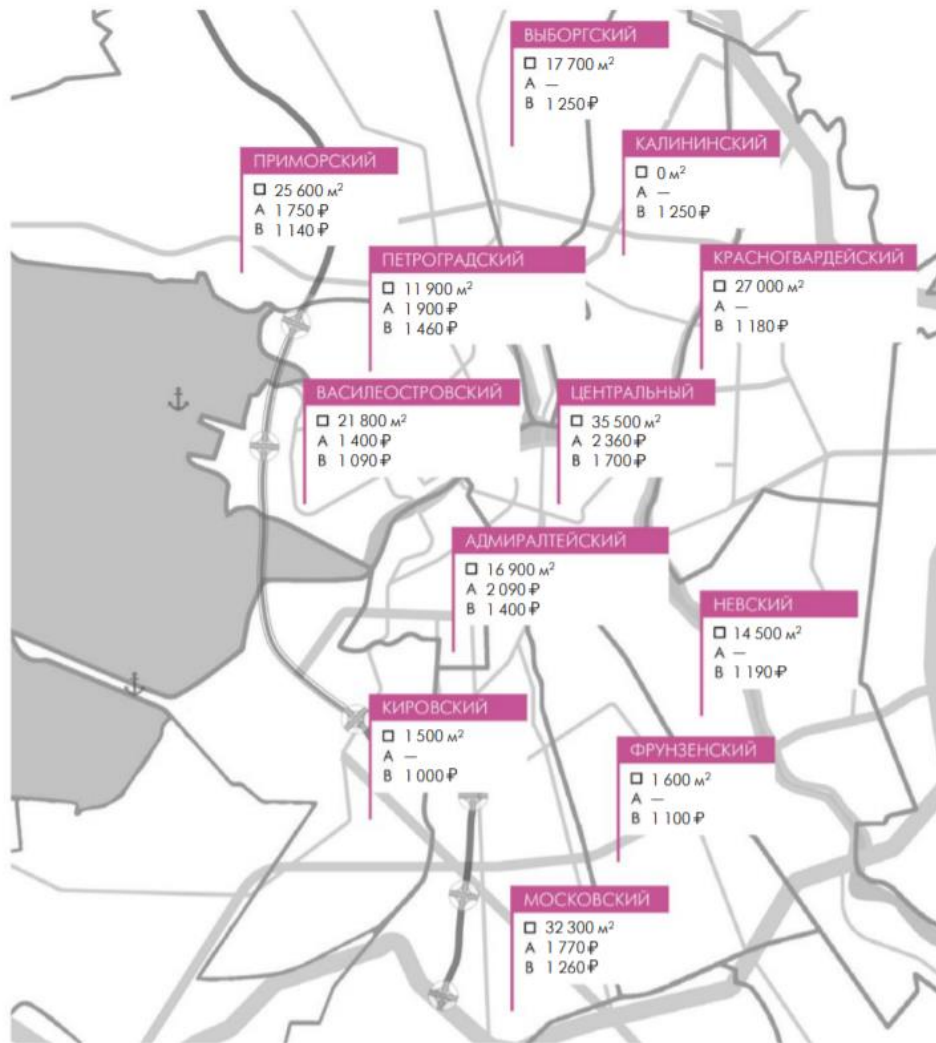 ВЫБОРГСКИЙ
□ 17 700 м²
А —
В 1 250 ₽
КАЛИНИНСКИЙ
□ 0 м²
А —
В 1 250 ₽
ПРИМОРСКИЙ
□ 25 600 м²
А 1 750 ₽
В 1 140 ₽
ПЕТРОГРАДСКИЙ
□ 11 900 м²
А 1 900 ₽
В 1 460 ₽
КРАСНОГВАРДЕЙСКИЙ
□ 27 000 м²
А —
В 1 180 ₽
ВАСИЛЕОСТРОВСКИЙ
□ 21 800 м²
А 1 400 ₽
В 1 090 ₽
ЦЕНТРАЛЬНЫЙ
□ 35 500 м²
А 2 360 ₽
В 1 700 ₽
АДМИРАЛТЕЙСКИЙ
□ 16 900 м²
А 2 090 ₽
В 1 400 ₽
НЕВСКИЙ
□ 14 500 м²
А —
В 1 190 ₽
КИРОВСКИЙ
□ 1 500 м²
А —
В 1 000 ₽
ФРУНЗЕНСКИЙ
□ 1 600 м²
А —
В 1 100 ₽
МОСКОВСКИЙ
□ 32 300 м²
А 1 770 ₽
В 1 260 ₽